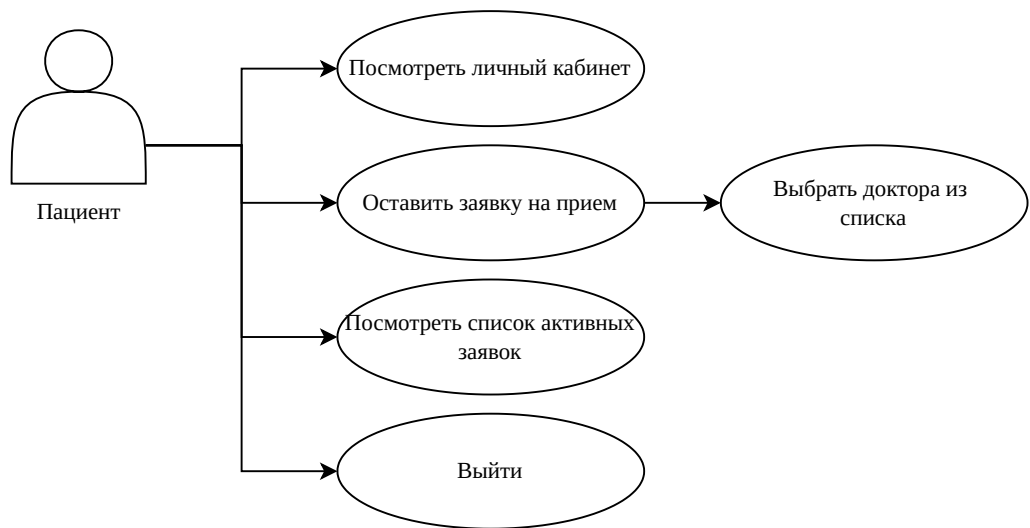 Посмотреть личный кабинет
Пациент
Оставить заявку на прием
Выбрать доктора из
списка
Посмотреть список активных
заявок
Выйти